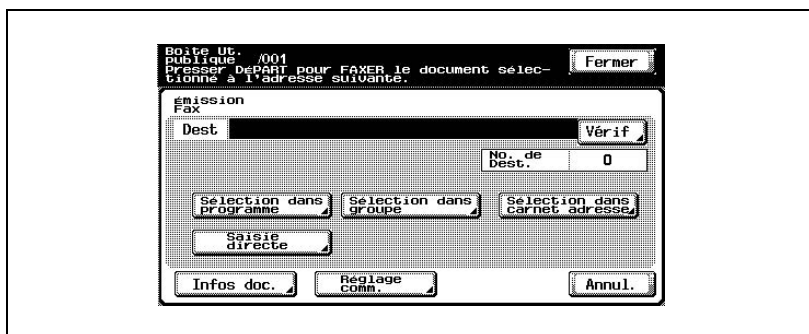 Boîte Ut.
publique /001
Presser DéPART pour FAXER le document sélec-
tionné à l'adresse suivante.
Fermer
émission
Fax
Dest
Vérif
No. de
Dest.
0
Sélection dans
programme
Sélection dans
groupe
Sélection dans
carnet adresse
Saisie
directe
Infos doc.
Réglage
comm.
Annul.